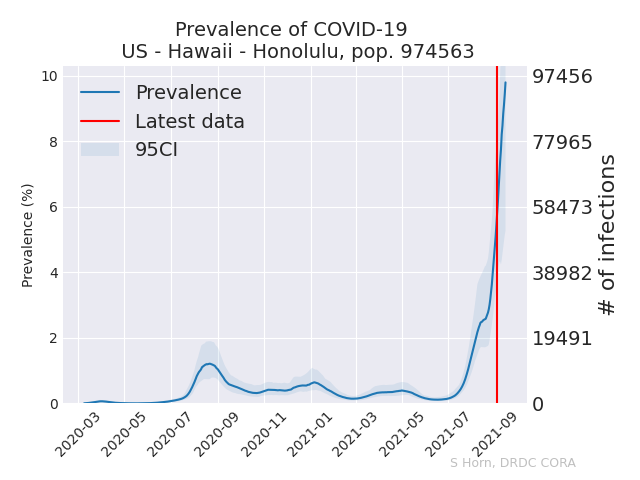 Prevalence of COVID-19
US - Hawaii - Honolulu, pop. 974563
Prevalence
Latest data
95CI
Prevalence (%)
10
8
6
4
2
0
97456
77965
58473
38982
19491
0
# of infections
2020-03
2020-05
2020-07
2020-09
2020-11
2021-01
2021-03
2021-05
2021-07
2021-09
S Horn, DRDC CORA